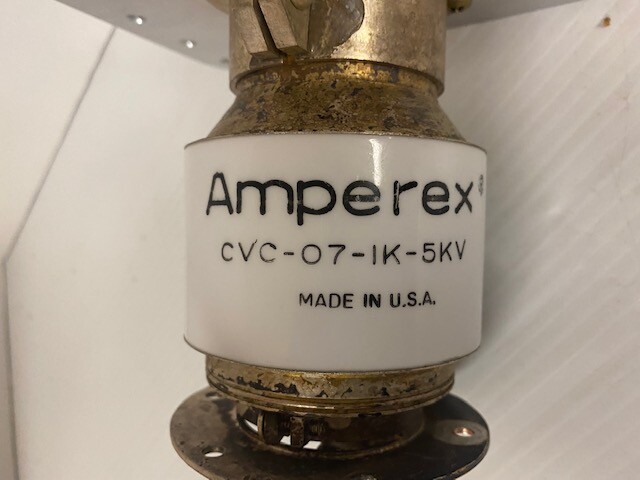 Amperex®
CVC-07-1K-5KV
MADE IN U.S.A.